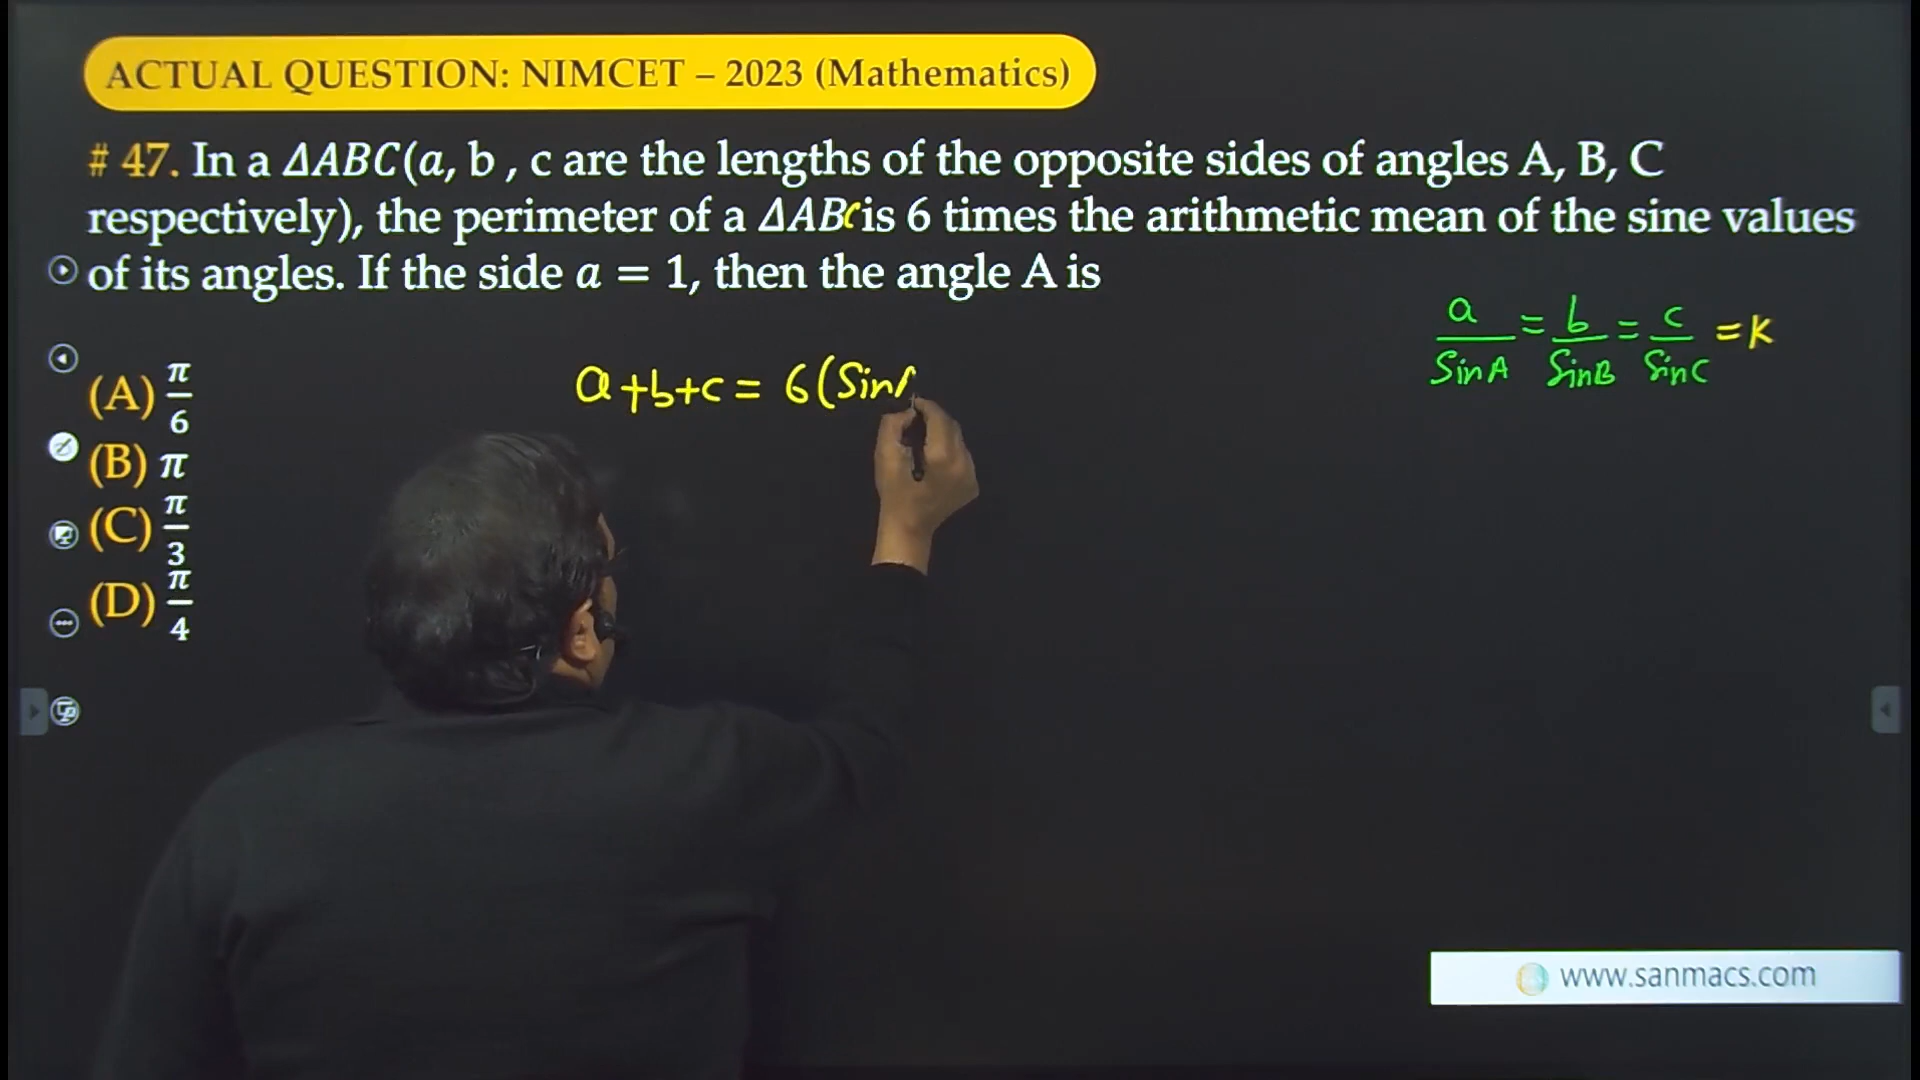 ACTUAL QUESTION: NIMCET – 2023 (Mathematics)
# 47. In a ΔABC(a, b , c are the lengths of the opposite sides of angles A, B, C
respectively), the perimeter of a ΔABC is 6 times the arithmetic mean of the sine values
of its angles. If the side a = 1, then the angle A is
a/SinA = b/SinB = c/SinC = K
a+b+c = 6(Sin
(A) π/6
(B) π
(C) π/3
(D) π/4
www.sanmacs.com